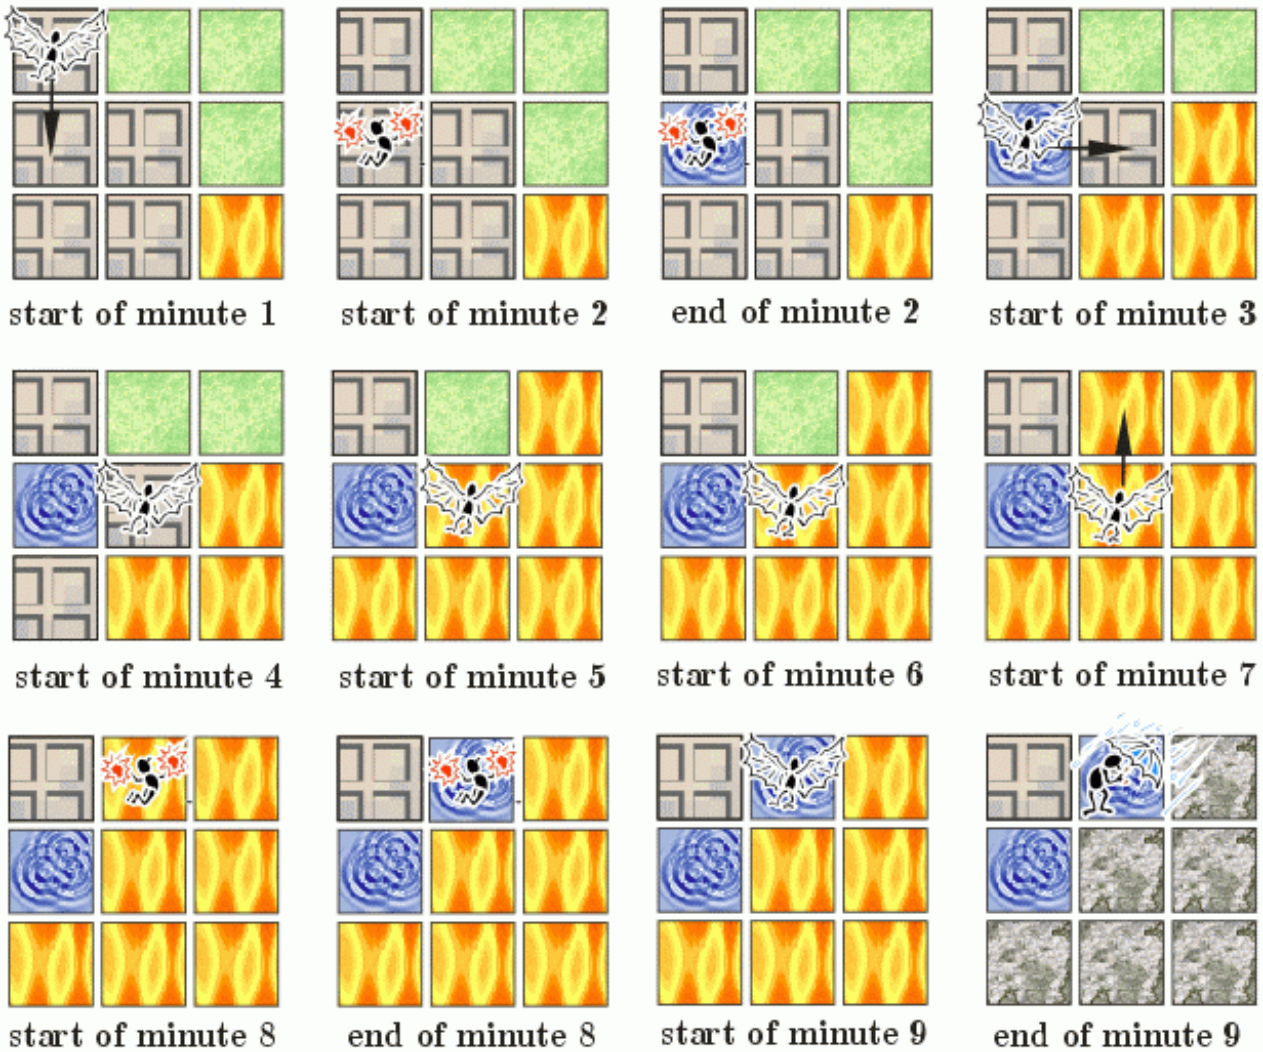 start of minute 1
start of minute 2
end of minute 2
start of minute 3
start of minute 4
start of minute 5
start of minute 6
start of minute 7
start of minute 8
end of minute 8
start of minute 9
end of minute 9